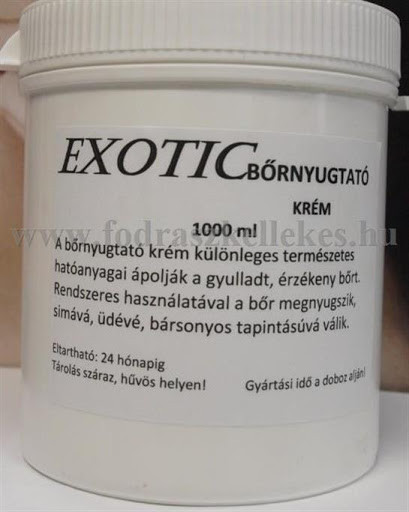 EXOTIC BŐRNYUGTATÓ
KRÉM
1000 ml
www.fodraszkellekes.hu
A bőrnyugtató krém különleges természetes
hatóanyagai ápolják a gyulladt, érzékeny bőrt.
Rendszeres használatával a bőr megnyugszik,
simává, üdévé, bársonyos tapintásúvá válik.
Eltartható: 24 hónapig
Tárolás száraz, hűvös helyen!
Gyártási idő a doboz alján!